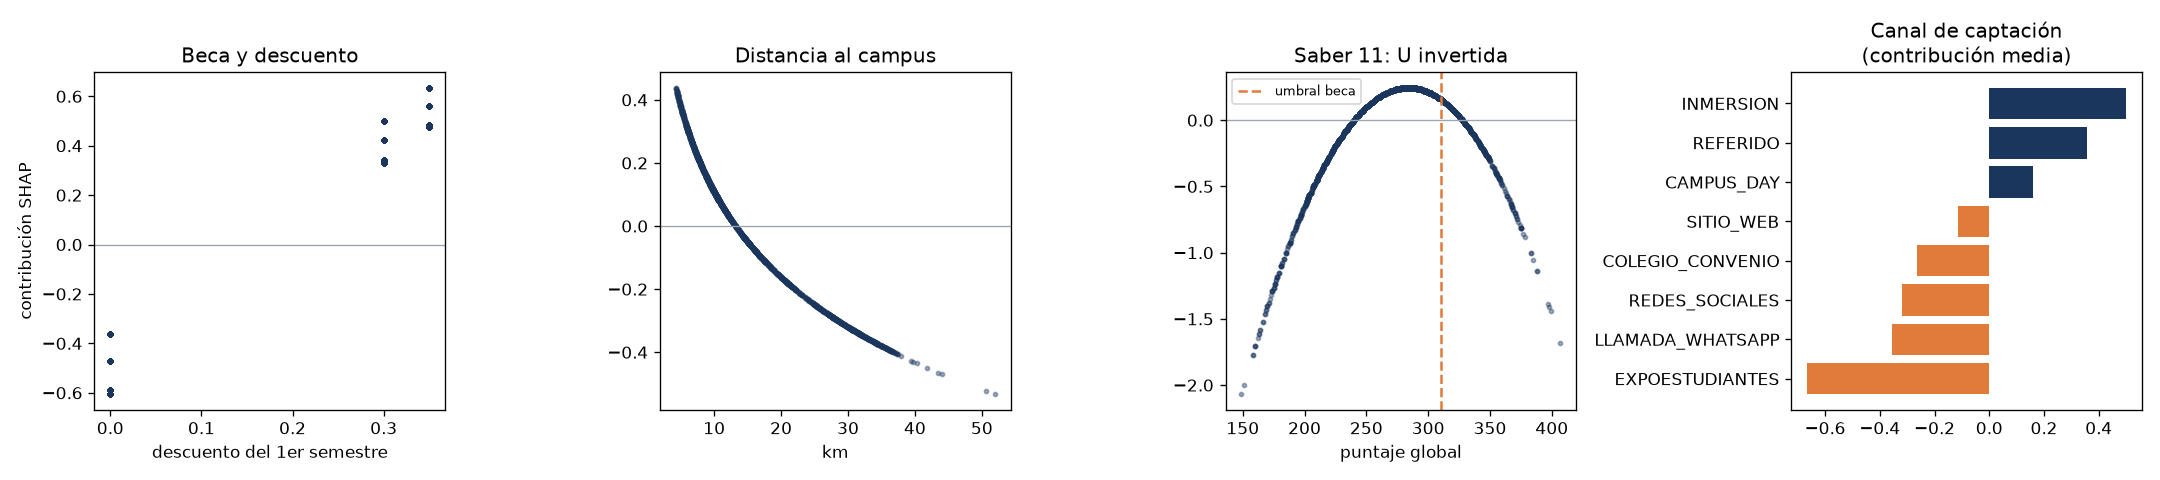 Beca y descuento
contribución SHAP
0.6
0.4
0.2
0.0
−0.2
−0.4
−0.6
0.0 0.1 0.2 0.3
descuento del 1er semestre
Distancia al campus
0.4
0.2
0.0
−0.2
−0.4
10 20 30 40 50
km
Saber 11: U invertida
umbral beca
0.0
−0.5
−1.0
−1.5
−2.0
150 200 250 300 350 400
puntaje global
Canal de captación
(contribución media)
INMERSION
REFERIDO
CAMPUS_DAY
SITIO_WEB
COLEGIO_CONVENIO
REDES_SOCIALES
LLAMADA_WHATSAPP
EXPOESTUDIANTES
−0.6 −0.4 −0.2 0.0 0.2 0.4